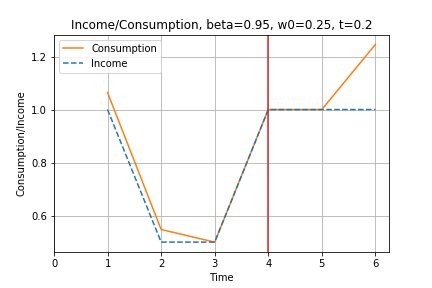 Income/Consumption, beta=0.95, w0=0.25, t=0.2
Consumption
Income
Consumption/Income
1.2
1.0
0.8
0.6
0 1 2 3 4 5 6
Time